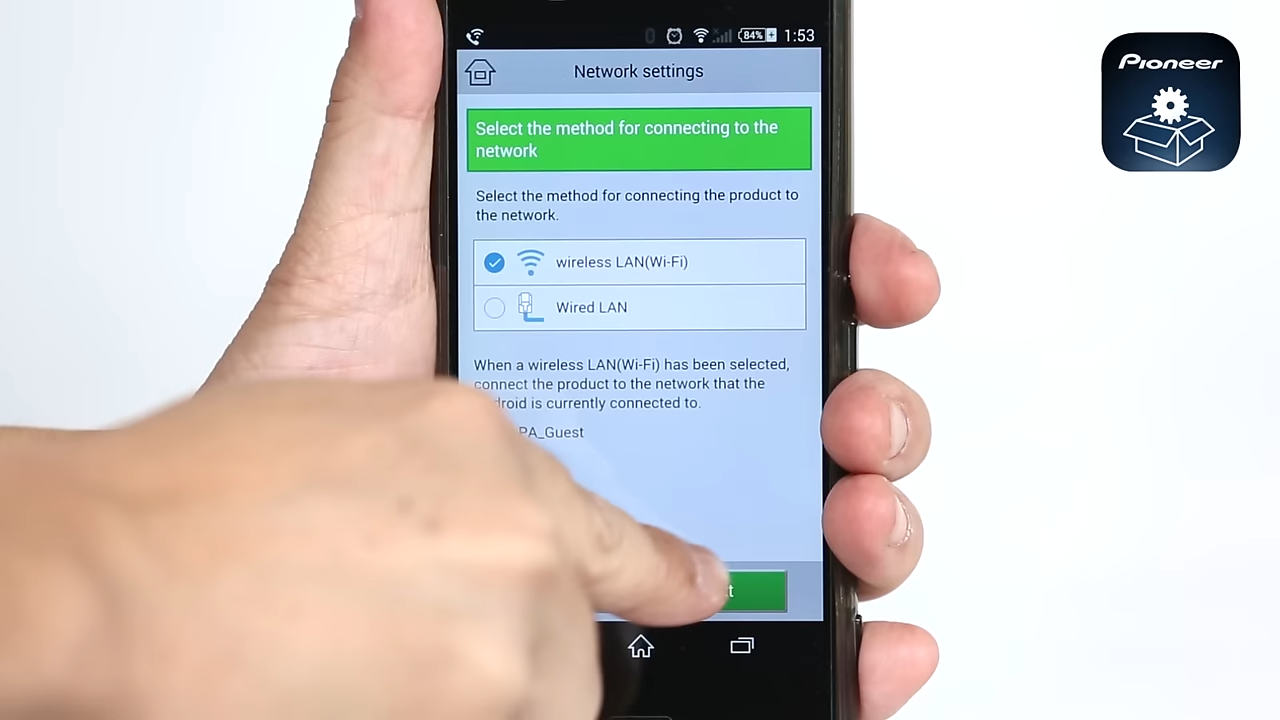 84%
1:53
Pioneer
Network settings
Select the method for connecting to the
network
Select the method for connecting the product to
the network.
wireless LAN(Wi-Fi)
Wired LAN
When a wireless LAN(Wi-Fi) has been selected,
connect the product to the network that the
is currently connected to.